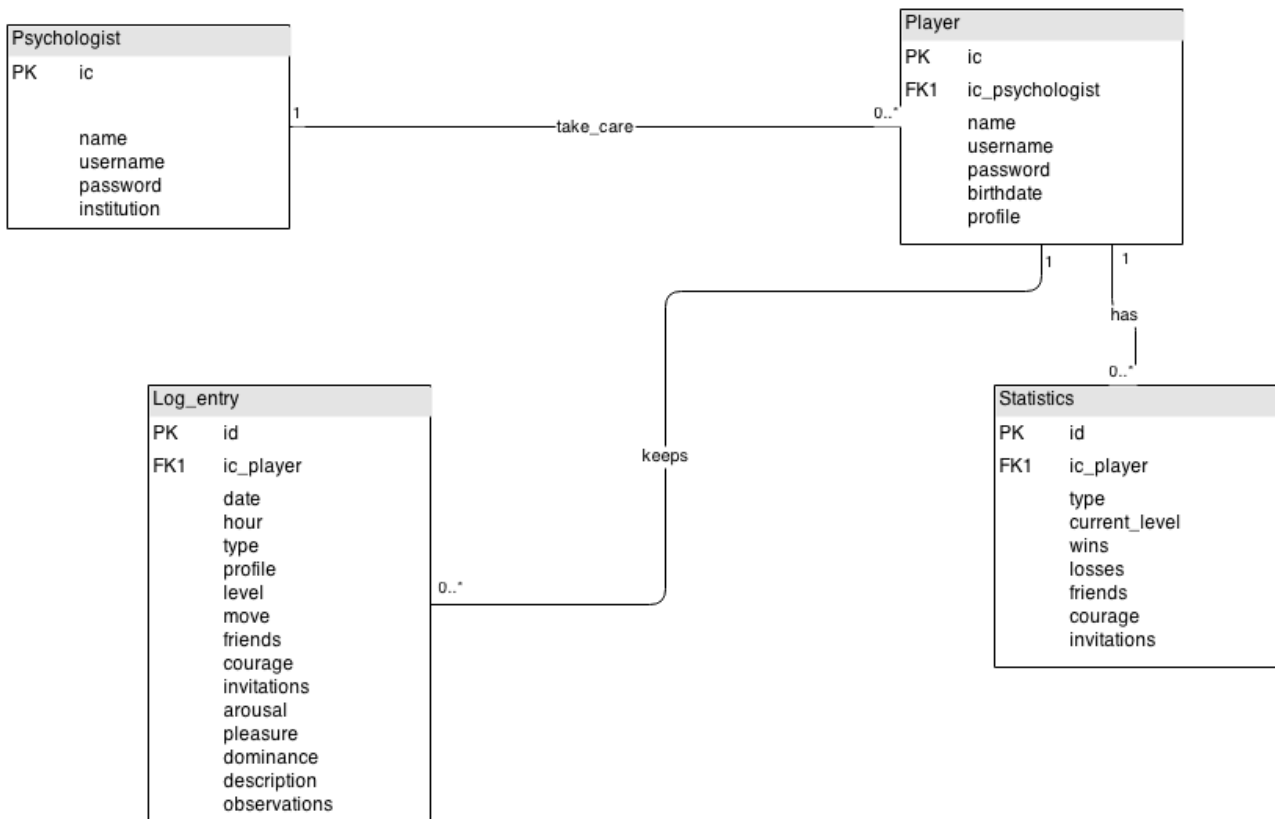 Psychologist
PK ic
name
username
password
institution
1
take_care
0..*
Player
PK ic
FK1 ic_psychologist
name
username
password
birthdate
profile
1
1
has
0..*
keeps
0..*
Log_entry
PK id
FK1 ic_player
date
hour
type
profile
level
move
friends
courage
invitations
arousal
pleasure
dominance
description
observations
Statistics
PK id
FK1 ic_player
type
current_level
wins
losses
friends
courage
invitations